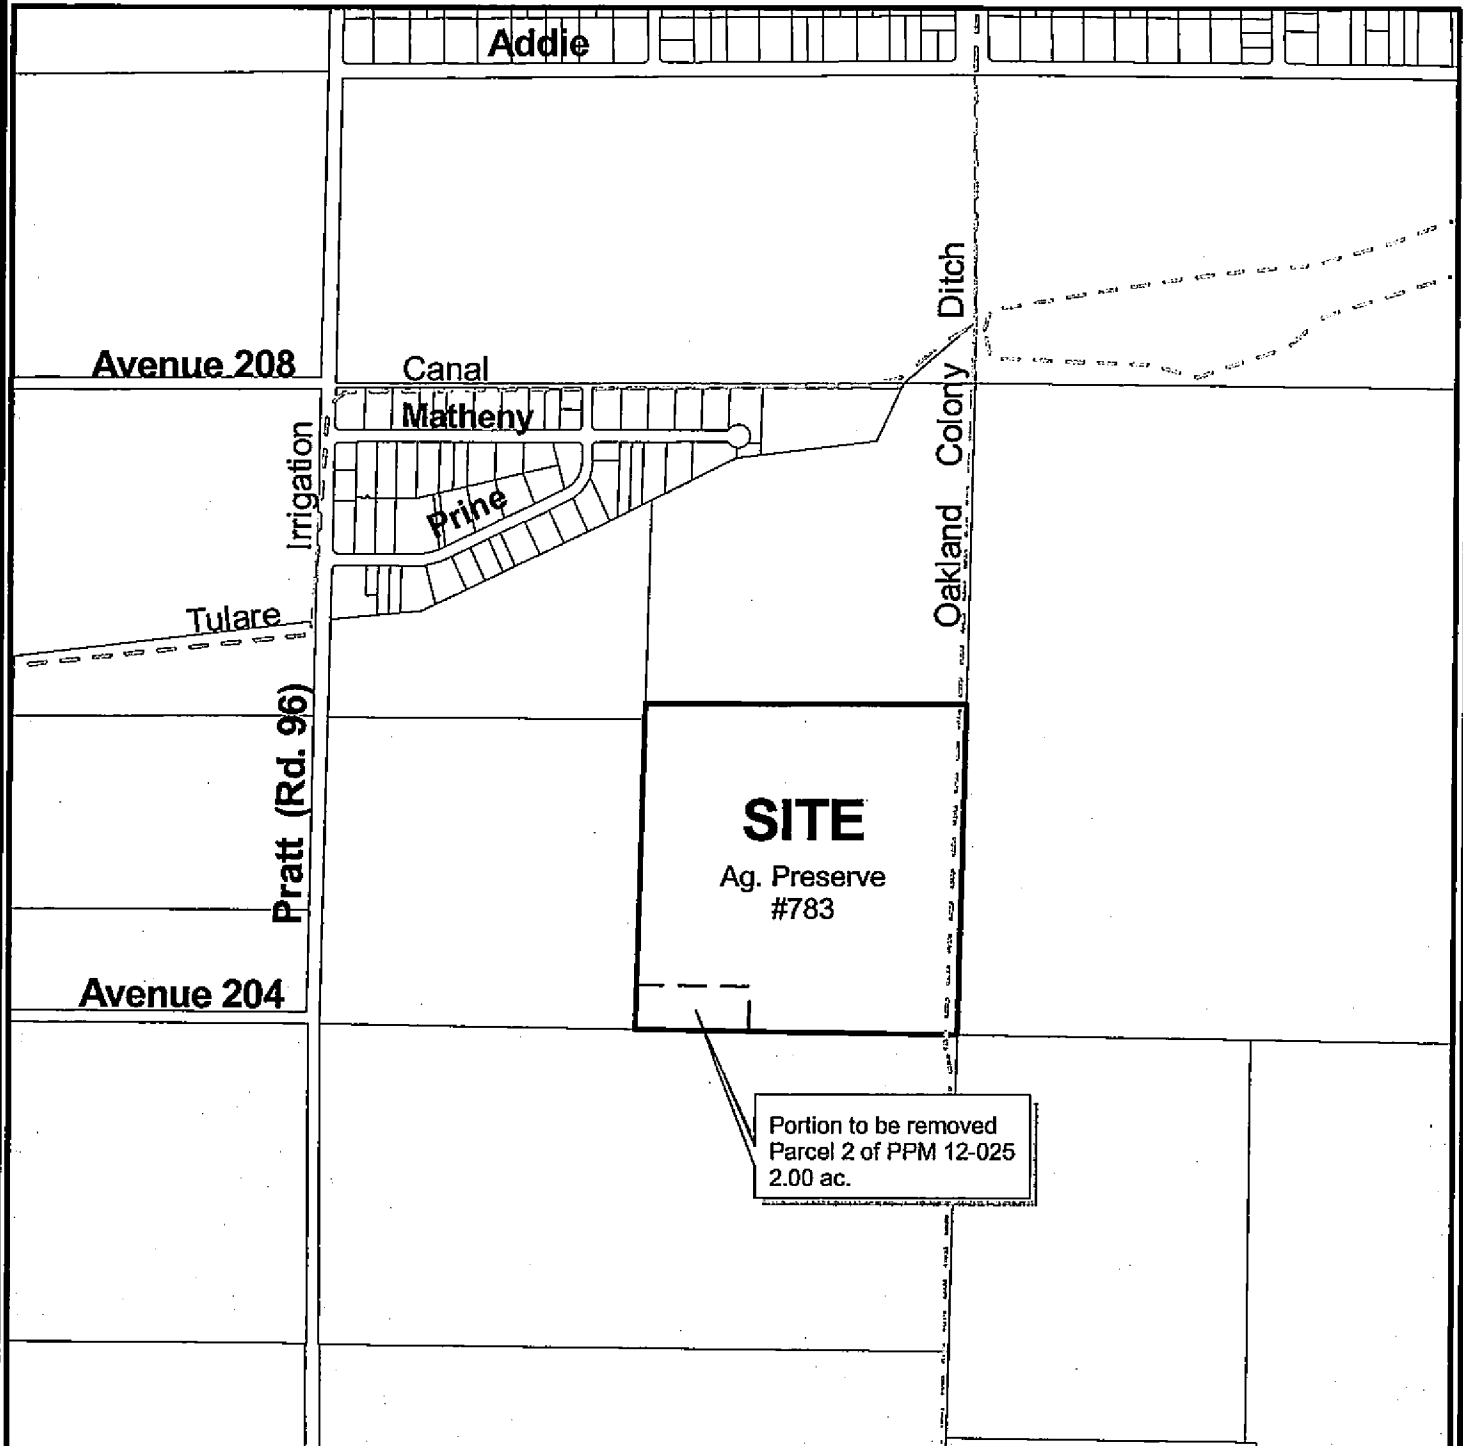 Addie
Avenue 208
Canal
Matheny
Prine
Irrigation
Tulare
Oakland Colony Ditch
Pratt (Rd. 96)
SITE
Ag. Preserve
#783
Avenue 204
Portion to be removed
Parcel 2 of PPM 12-025
2.00 ac.